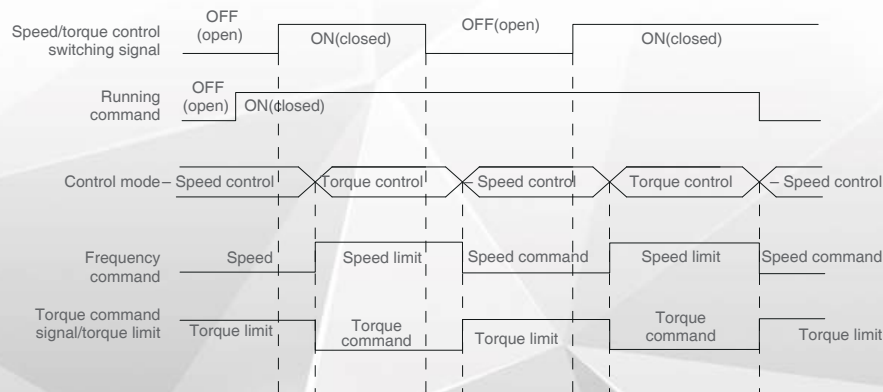 OFF
(open)
Speed/torque control
switching signal
ON(closed)
OFF(open)
ON(closed)
Running
command
OFF
(open)
ON(closed)
Control mode
Speed control
Torque control
Speed control
Torque control
Speed control
Frequency
command
Speed
Speed limit
Speed command
Speed limit
Speed command
Torque command
signal/torque limit
Torque limit
Torque
command
Torque limit
Torque
command
Torque limit